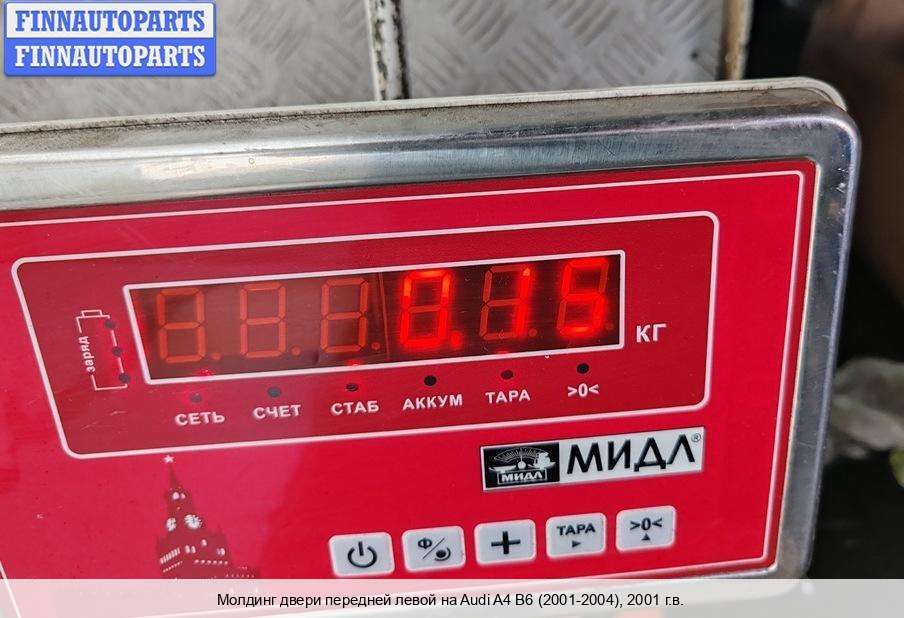 FINNAUTOPARTS
FINNAUTOPARTS
0.15
КГ
заряд
СЕТЬ СЧЕТ СТАБ АККУМ ТАРА >0<
МИДЛ МИДЛ®
Ф/ + ТАРА >0<
Молдинг двери передней левой на Audi A4 B6 (2001-2004), 2001 г.в.